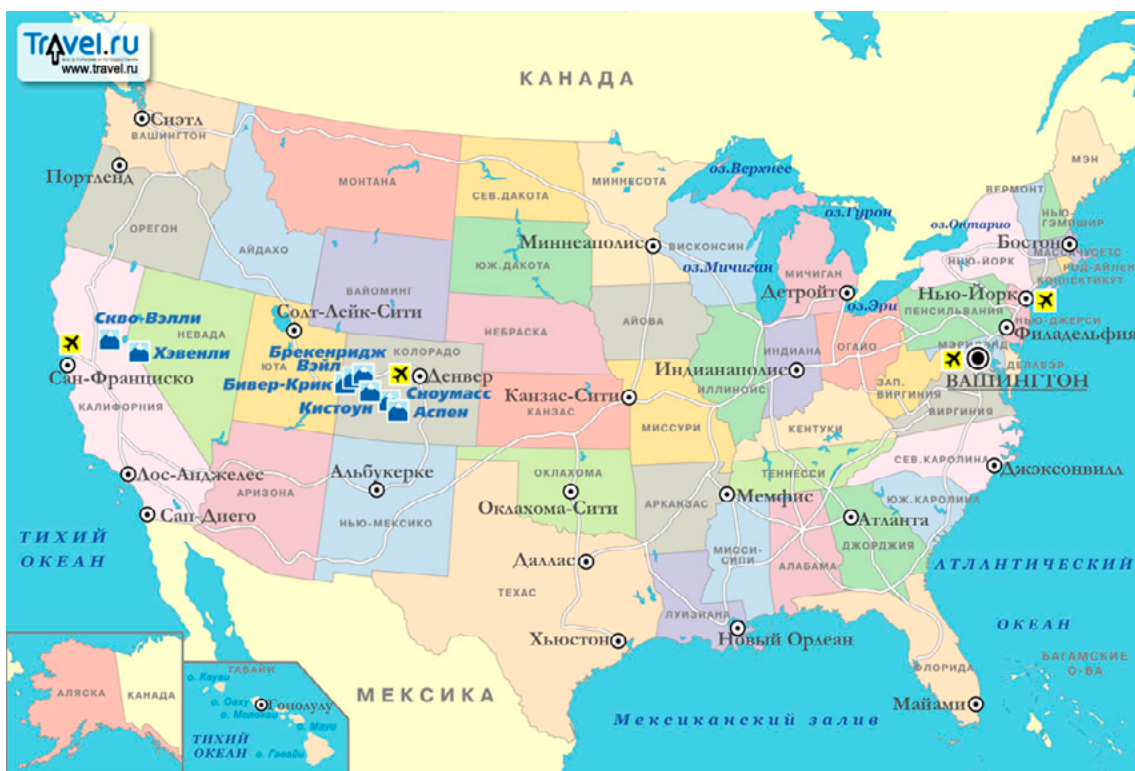 Travel.ru
ВСЕ О ТУРИЗМЕ И ПУТЕШЕСТВИЯХ
www.travel.ru
КАНАДА
Сиэтл
ВАШИНГТОН
Портленд
ОРЕГОН
АЙДАХО
МОНТАНА
СЕВ.ДАКОТА
МИННЕСОТА
оз.Верхнее
МЭН
ВЕРМОНТ
оз.Гурон
НЬЮ-
ГЭМПШИР
оз.Онтарио
Миннеаполис
ВИСКОНСИН
Бостон
МАССАЧУСЕТС
НЬЮ-ЙОРК
ЮЖ.ДАКОТА
оз.Мичиган
МИЧИГАН
РОД-АЙЛЕН
КОННЕКТИКУТ
ВАЙОМИНГ
Детройт
оз.Эри
Нью-Йорк
ПЕНСИЛЬВАНИЯ
Солт-Лейк-Сити
Скво-Вэлли
НЕВАДА
НЕБРАСКА
АЙОВА
НЬЮ-ДЖЕРСИ
Филадельфия
Хэвенли
Брекенридж
КОЛОРАДО
ИНДИАНА
ОГАЙО
МЭРИЛЭНД
ЮТА
Вэйл
Сан-Франциско
Денвер
Индианаполис
ДЕЛАВЭР
ВАШИНГТОН
Бивер-Крик
Сноумасс
Канзас-Сити
ИЛЛИНОЙС
ЗАП.
ВИРГИНИЯ
КАЛИФОРНИЯ
Кистоун
Аспен
КАНЗАС
ВИРГИНИЯ
МИССУРИ
КЕНТУКИ
СЕВ.КАРОЛИНА
Лос-Анджелес
Альбукерке
ОКЛАХОМА
ТЕННЕССИ
Джэксонвилл
АРИЗОНА
Оклахома-Сити
АРКАНЗАС
Мемфис
ЮЖ.КАРОЛИНА
Сан-Диего
НЬЮ-МЕКСИКО
Атланта
ТИХИЙ
ОКЕАН
Даллас
МИССИ-
СИПИ
АЛАБАМА
ДЖОРДЖИЯ
АТЛАНТИЧЕСКИЙ
ОКЕАН
ТЕХАС
ЛУИЗИАНА
Хьюстон
Новый Орлеан
БАГАМСКИЕ
О-ВА
ФЛОРИДА
МЕКСИКА
Майами
Мексиканский залив
АЛЯСКА
КАНАДА
ГАВАЙИ
о. Кауаи
о. Оаху
Гонолулу
о. Молокаи
о. Мауи
ТИХИЙ
ОКЕАН
о. Гавайи